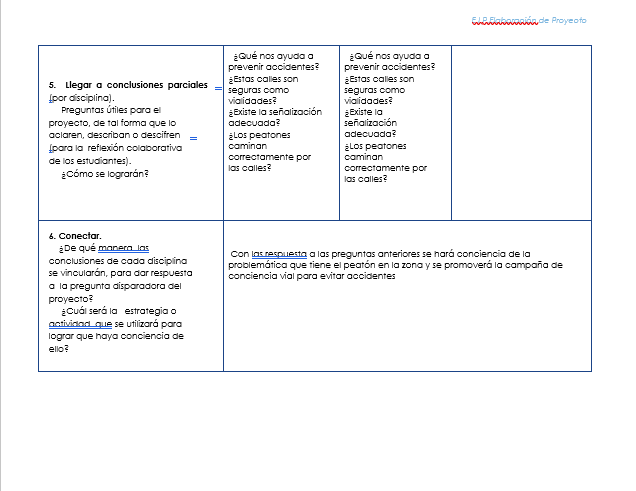 E.I.P Elaboración de Proyecto
5. Llegar a conclusiones parciales
(por disciplina).
Preguntas útiles para el
proyecto, de tal forma que lo
aclaren, describan o descifren
(para la reflexión colaborativa
de los estudiantes).
¿Cómo se lograrán?
¿Qué nos ayuda a
prevenir accidentes?
¿Estas calles son
seguras como
vialidades?
¿Existe la señalización
adecuada?
¿Los peatones
caminan
correctamente por
las calles?
¿Qué nos ayuda a
prevenir accidentes?
¿Estas calles son
seguras como
vialidades?
¿Existe la
señalización
adecuada?
¿Los peatones
caminan
correctamente por
las calles?
6. Conectar.
¿De qué manera las
conclusiones de cada disciplina
se vincularán, para dar respuesta
a la pregunta disparadora del
proyecto?
¿Cuál será la estrategia o
actividad que se utilizará para
lograr que haya conciencia de
ello?
Con las respuesta a las preguntas anteriores se hará conciencia de la
problemática que tiene el peatón en la zona y se promoverá la campaña de
conciencia vial para evitar accidentes